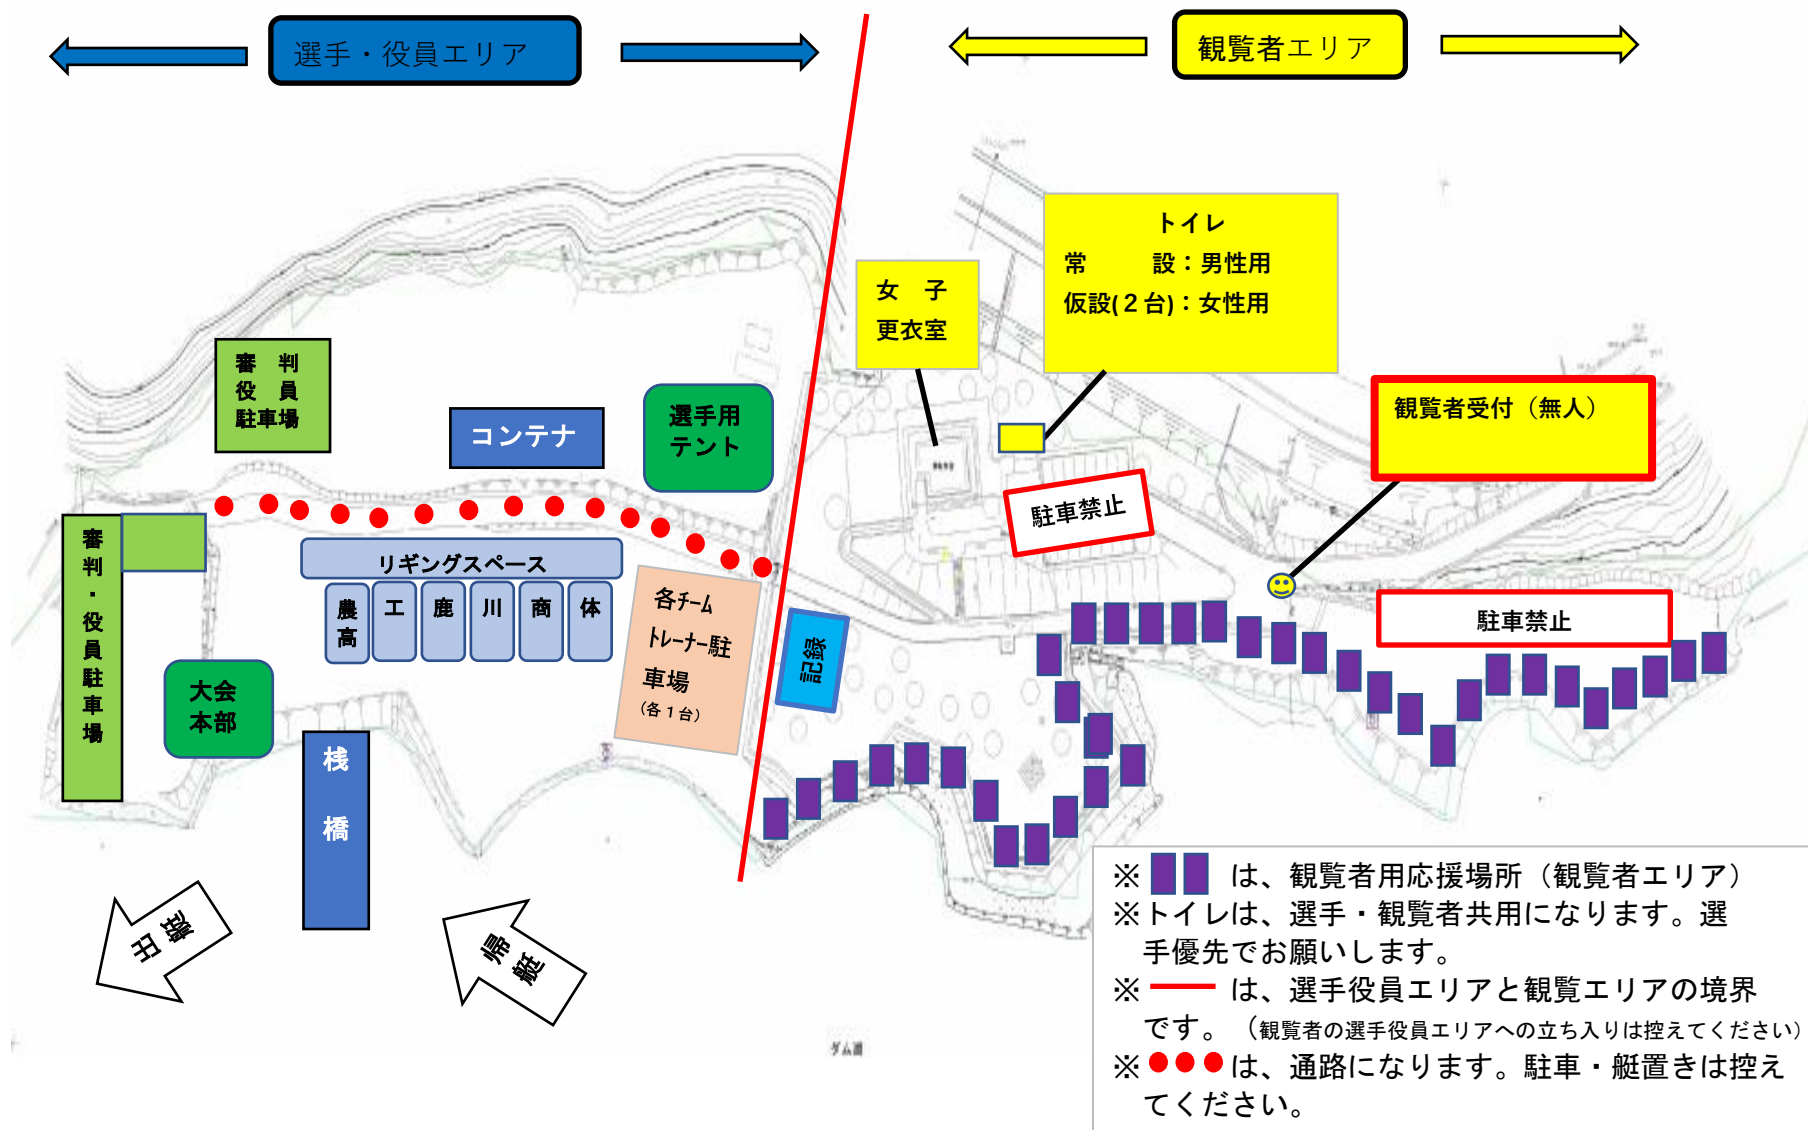 選手・役員エリア
観覧者エリア
トイレ
常　　設：男性用
仮設(２台)：女性用
女　子
更衣室
審　判
役　員
駐車場
コンテナ
選手用
テント
観覧者受付（無人）
駐車禁止
駐車禁止
審判・役員駐車場
リギングスペース
農高
工
鹿
川
商
体
各チーム
トレーナー駐
車場
(各１台)
記録
大会
本部
桟橋
出艇
帰艇
ダム湖
※ は、観覧者用応援場所（観覧者エリア）
※トイレは、選手・観覧者共用になります。選
手優先でお願いします。
※ は、選手役員エリアと観覧エリアの境界
です。（観覧者の選手役員エリアへの立ち入りは控えてください）
※ は、通路になります。駐車・艇置きは控え
てください。